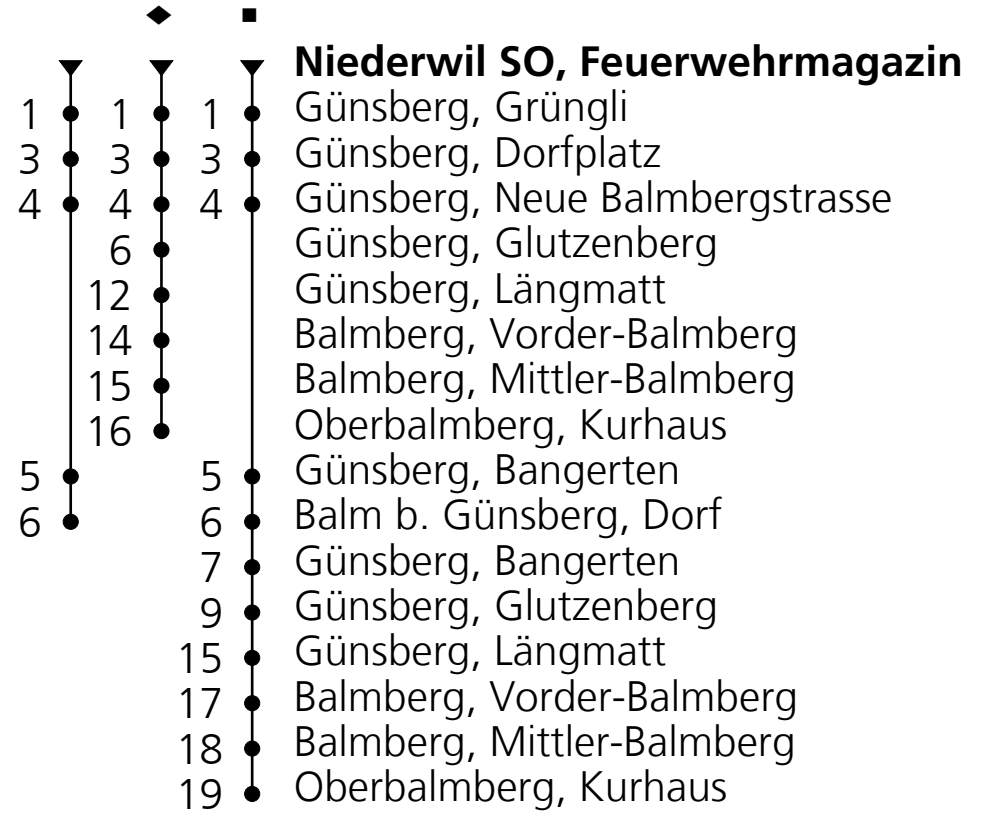 Niederwil SO, Feuerwehrmagazin
1 1 1 Günsberg, Grüngli
3 3 3 Günsberg, Dorfplatz
4 4 4 Günsberg, Neue Balmbergstrasse
6 Günsberg, Glutzenberg
12 Günsberg, Längmatt
14 Balmberg, Vorder-Balmberg
15 Balmberg, Mittler-Balmberg
16 Oberbalmberg, Kurhaus
5 5 Günsberg, Bangerten
6 6 Balm b. Günsberg, Dorf
7 Günsberg, Bangerten
9 Günsberg, Glutzenberg
15 Günsberg, Längmatt
17 Balmberg, Vorder-Balmberg
18 Balmberg, Mittler-Balmberg
19 Oberbalmberg, Kurhaus